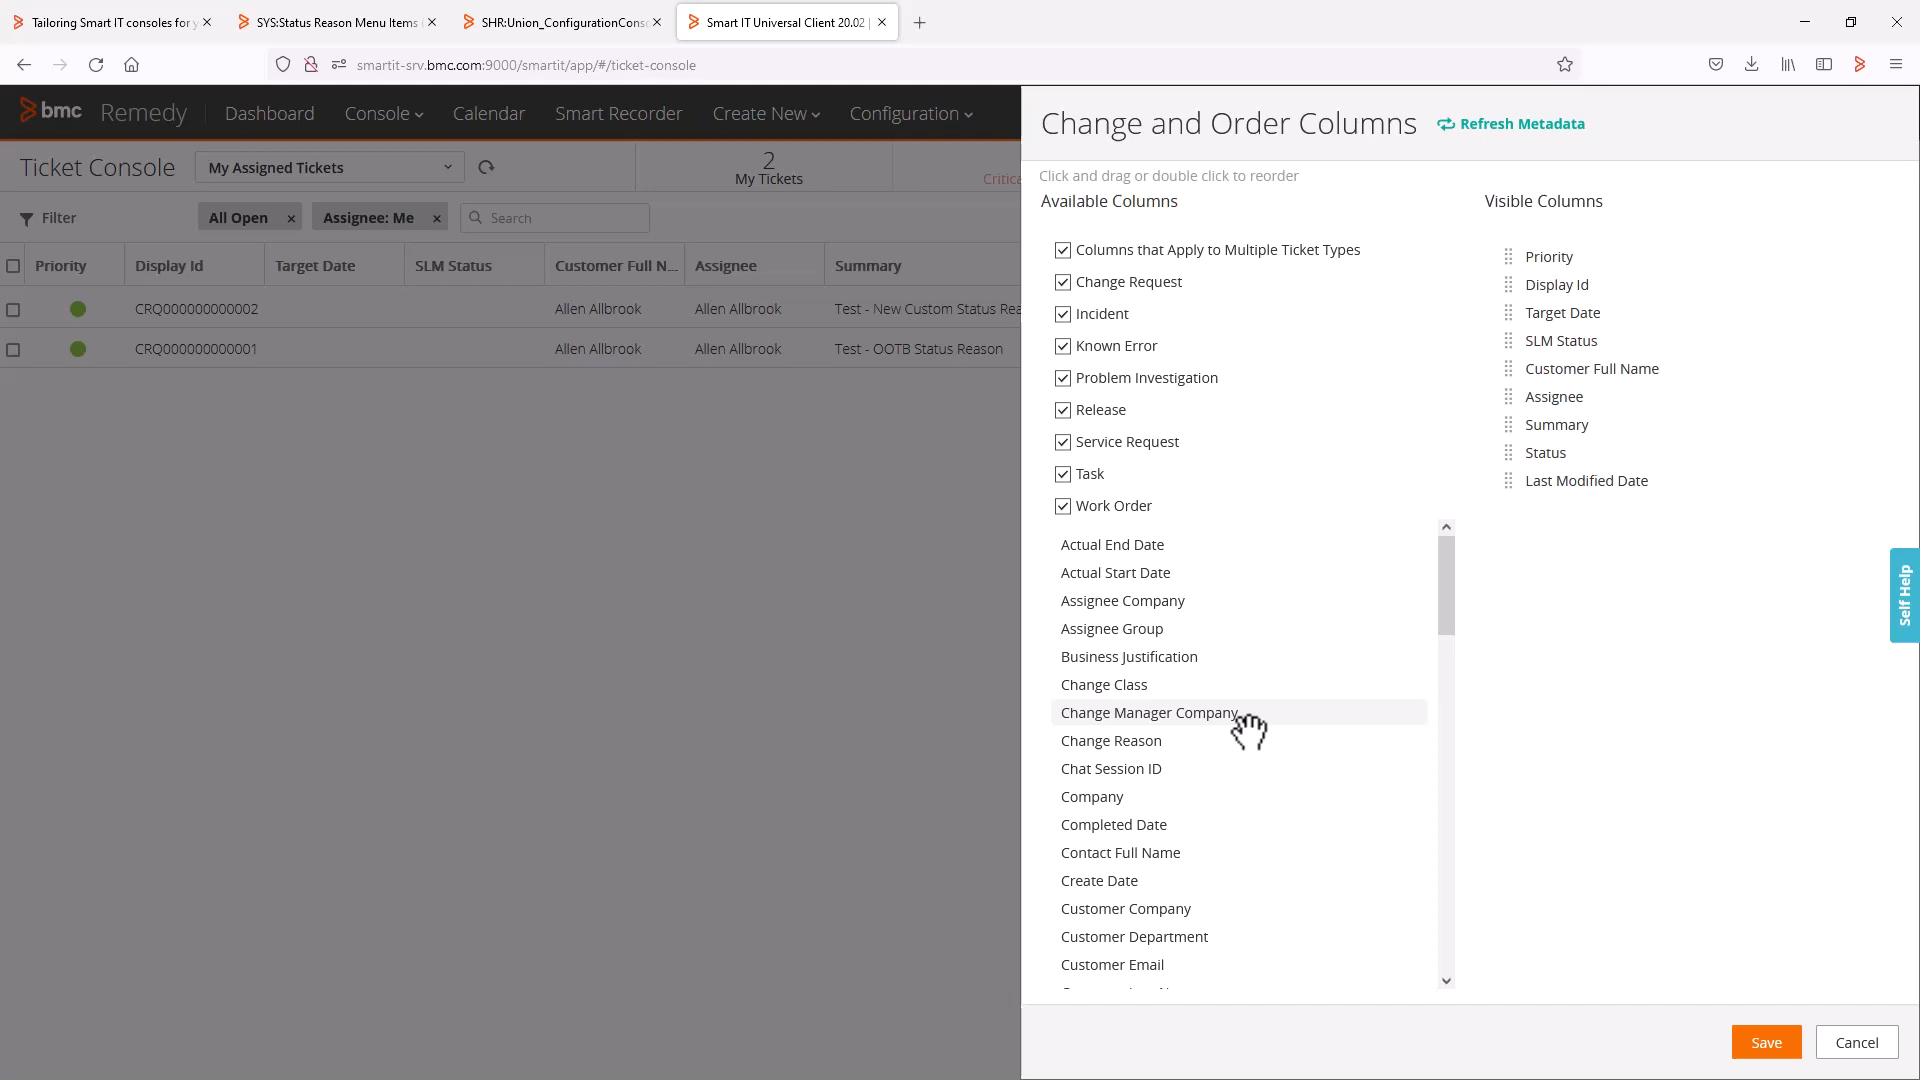 Tailoring Smart IT consoles for y
SYS:Status Reason Menu Items (
SHR:Union_ConfigurationConso
Smart IT Universal Client 20.02 |
smartit-srv.bmc.com:9000/smartit/app/#/ticket-console
bmc Remedy
Dashboard
Console
Calendar
Smart Recorder
Create New
Configuration
Ticket Console
My Assigned Tickets
2
My Tickets
Critica
Filter
All Open ×
Assignee: Me ×
Search
Priority Display Id Target Date SLM Status Customer Full N... Assignee Summary
CRQ000000000002 Allen Allbrook Allen Allbrook Test - New Custom Status Rea
CRQ000000000001 Allen Allbrook Allen Allbrook Test - OOTB Status Reason
Change and Order Columns
Refresh Metadata
Click and drag or double click to reorder
Available Columns
Columns that Apply to Multiple Ticket Types
Change Request
Incident
Known Error
Problem Investigation
Release
Service Request
Task
Work Order
Actual End Date
Actual Start Date
Assignee Company
Assignee Group
Business Justification
Change Class
Change Manager Company
Change Reason
Chat Session ID
Company
Completed Date
Contact Full Name
Create Date
Customer Company
Customer Department
Customer Email
Visible Columns
Priority
Display Id
Target Date
SLM Status
Customer Full Name
Assignee
Summary
Status
Last Modified Date
Self Help
Save
Cancel